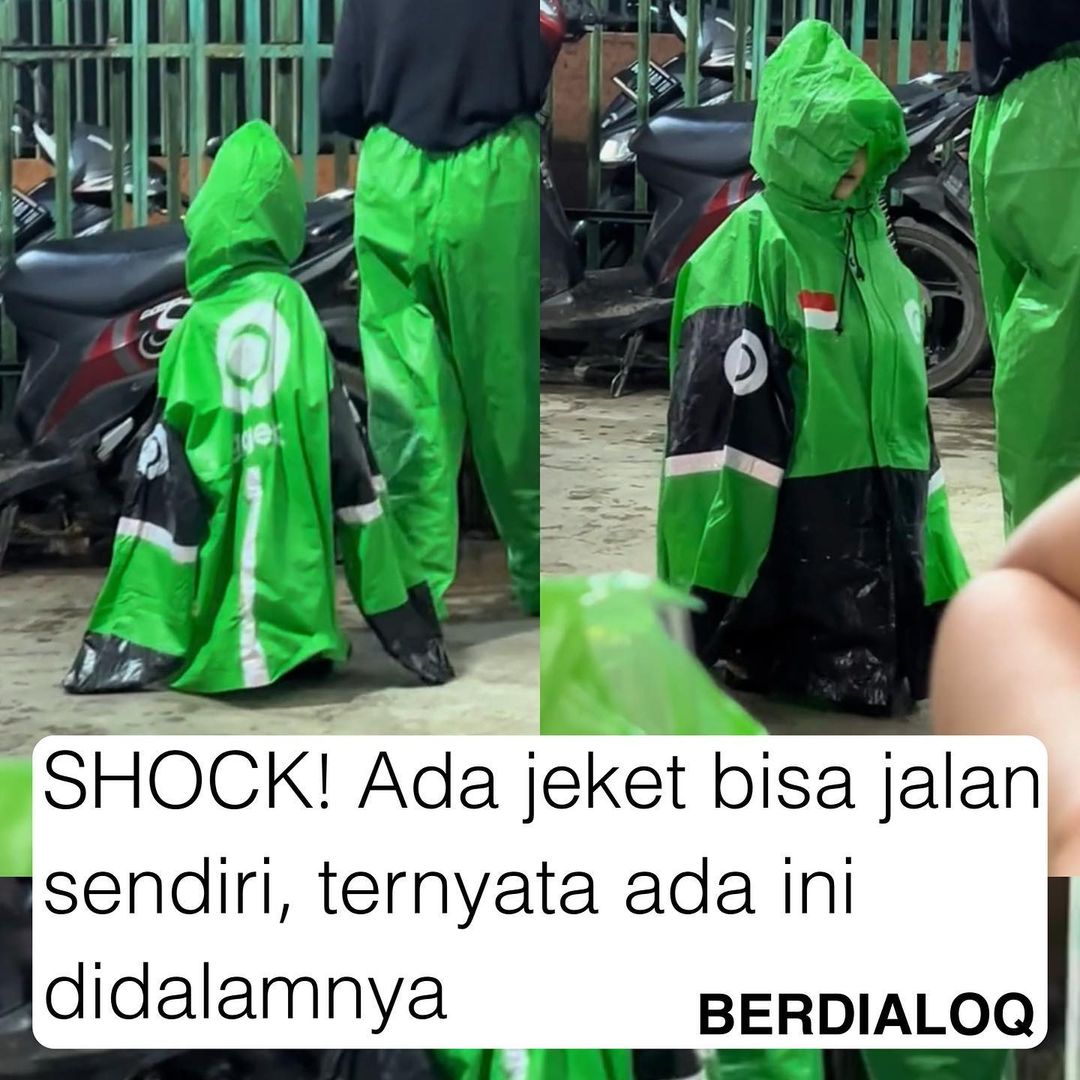 SHOCK! Ada jeket bisa jalan
sendiri, ternyata ada ini
didalamnya
BERDIALOQ